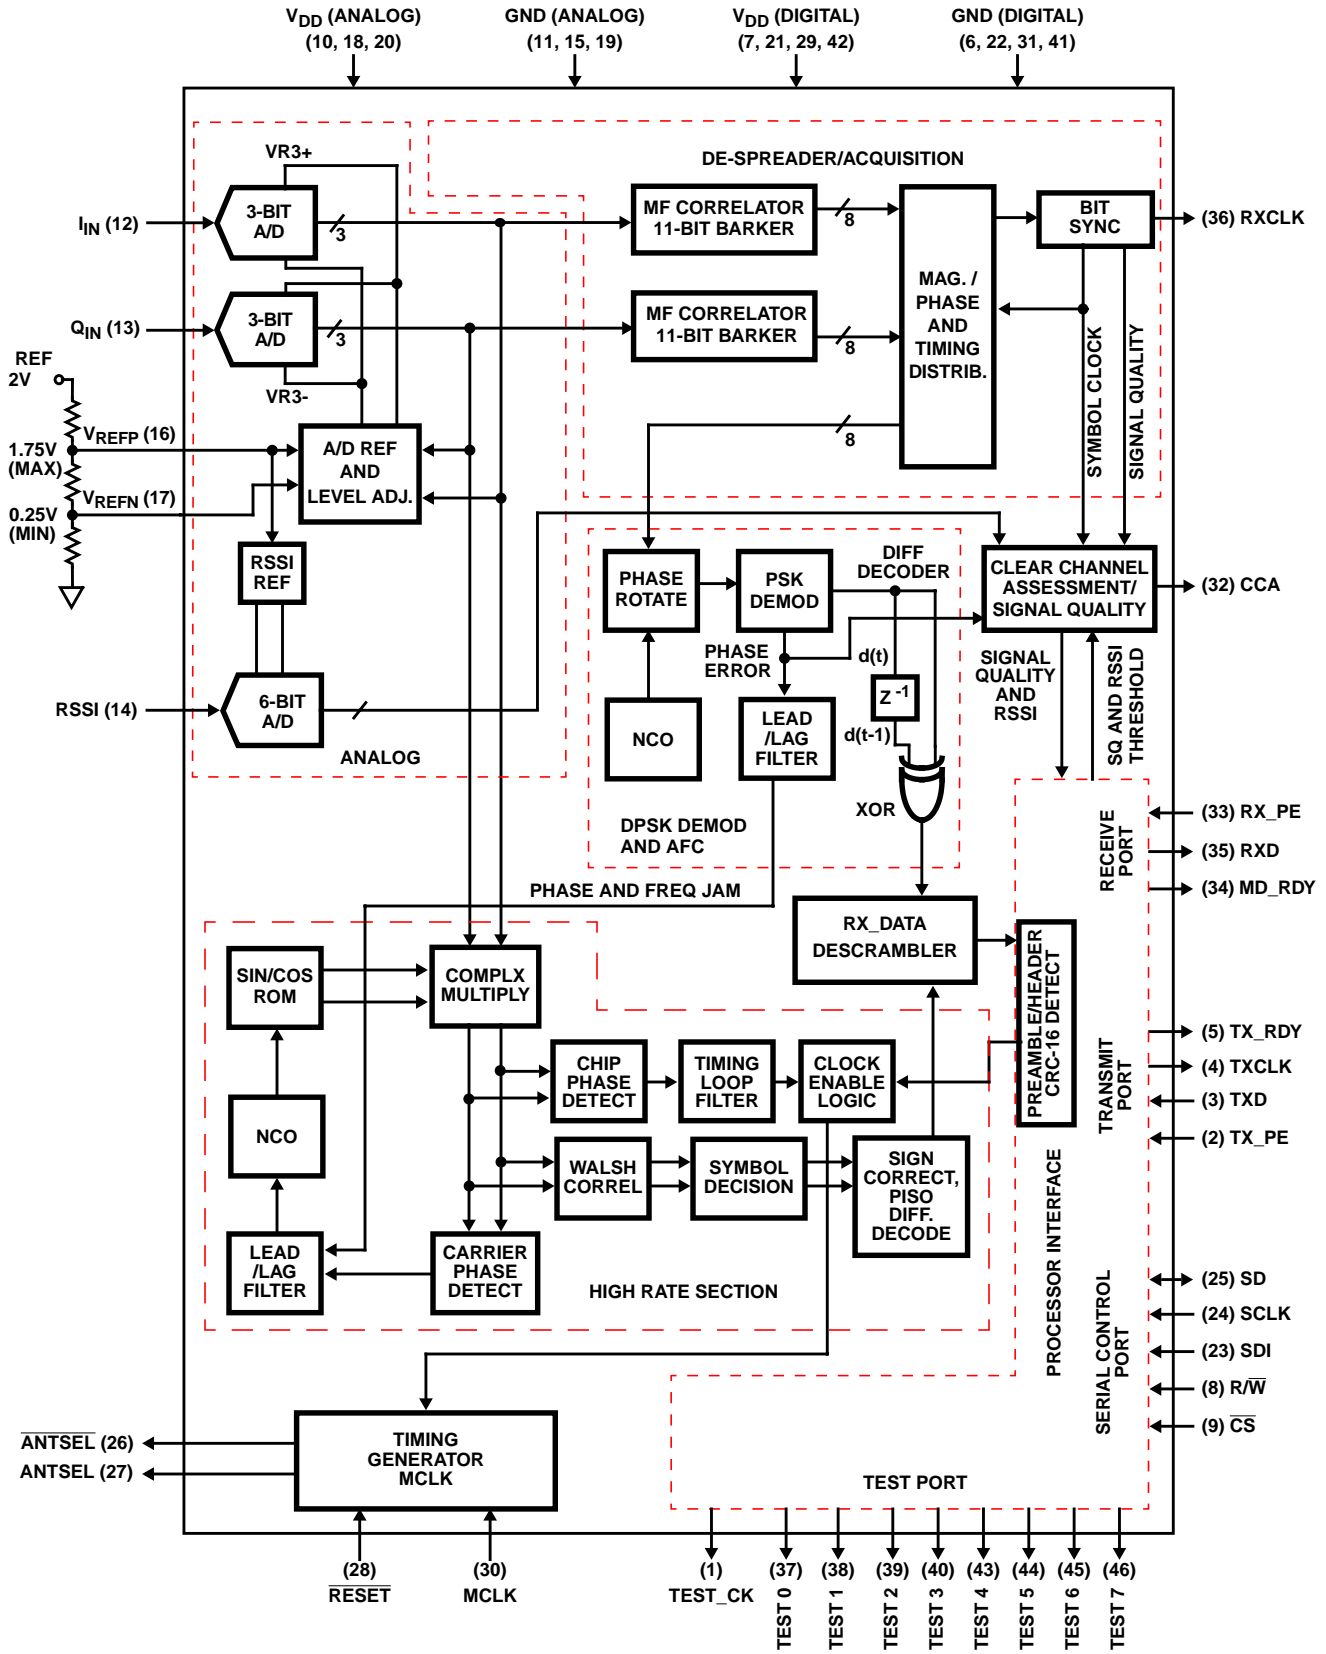 V_DD (ANALOG)
(10, 18, 20)
GND (ANALOG)
(11, 15, 19)
V_DD (DIGITAL)
(7, 21, 29, 42)
GND (DIGITAL)
(6, 22, 31, 41)
VR3+
DE-SPREADER/ACQUISITION
I_IN (12)
3-BIT
A/D
3
MF CORRELATOR
11-BIT BARKER
8
BIT
SYNC
(36) RXCLK
Q_IN (13)
3-BIT
A/D
3
MF CORRELATOR
11-BIT BARKER
8
MAG. /
PHASE
AND
TIMING
DISTRIB.
SYMBOL CLOCK
SIGNAL QUALITY
VR3-
REF
2V
V_REFP (16)
1.75V
(MAX)
V_REFN (17)
0.25V
(MIN)
A/D REF
AND
LEVEL ADJ.
8
RSSI
REF
PHASE
ROTATE
PSK
DEMOD
DIFF
DECODER
CLEAR CHANNEL
ASSESSMENT/
SIGNAL QUALITY
(32) CCA
PHASE
ERROR
d(t)
SIGNAL
QUALITY
AND
RSSI
SQ AND RSSI
THRESHOLD
RSSI (14)
6-BIT
A/D
ANALOG
NCO
LEAD
/LAG
FILTER
Z -1
d(t-1)
XOR
DPSK DEMOD
AND AFC
RECEIVE
PORT
(33) RX_PE
(35) RXD
(34) MD_RDY
PHASE AND FREQ JAM
RX_DATA
DESCRAMBLER
PREAMBLE/HEADER
CRC-16 DETECT
SIN/COS
ROM
COMPLX
MULTIPLY
TRANSMIT
PORT
(5) TX_RDY
(4) TXCLK
(3) TXD
(2) TX_PE
CHIP
PHASE
DETECT
TIMING
LOOP
FILTER
CLOCK
ENABLE
LOGIC
NCO
WALSH
CORREL
SYMBOL
DECISION
SIGN
CORRECT,
PISO
DIFF.
DECODE
PROCESSOR INTERFACE
LEAD
/LAG
FILTER
CARRIER
PHASE
DETECT
HIGH RATE SECTION
SERIAL CONTROL
PORT
(25) SD
(24) SCLK
(23) SDI
(8) R/W̅
(9) C̅S̅
A̅N̅T̅S̅E̅L̅ (26)
ANTSEL (27)
TIMING
GENERATOR
MCLK
TEST PORT
(28)
R̅E̅S̅E̅T̅
(30)
MCLK
(1)
TEST_CK
(37)
TEST 0
(38)
TEST 1
(39)
TEST 2
(40)
TEST 3
(43)
TEST 4
(44)
TEST 5
(45)
TEST 6
(46)
TEST 7